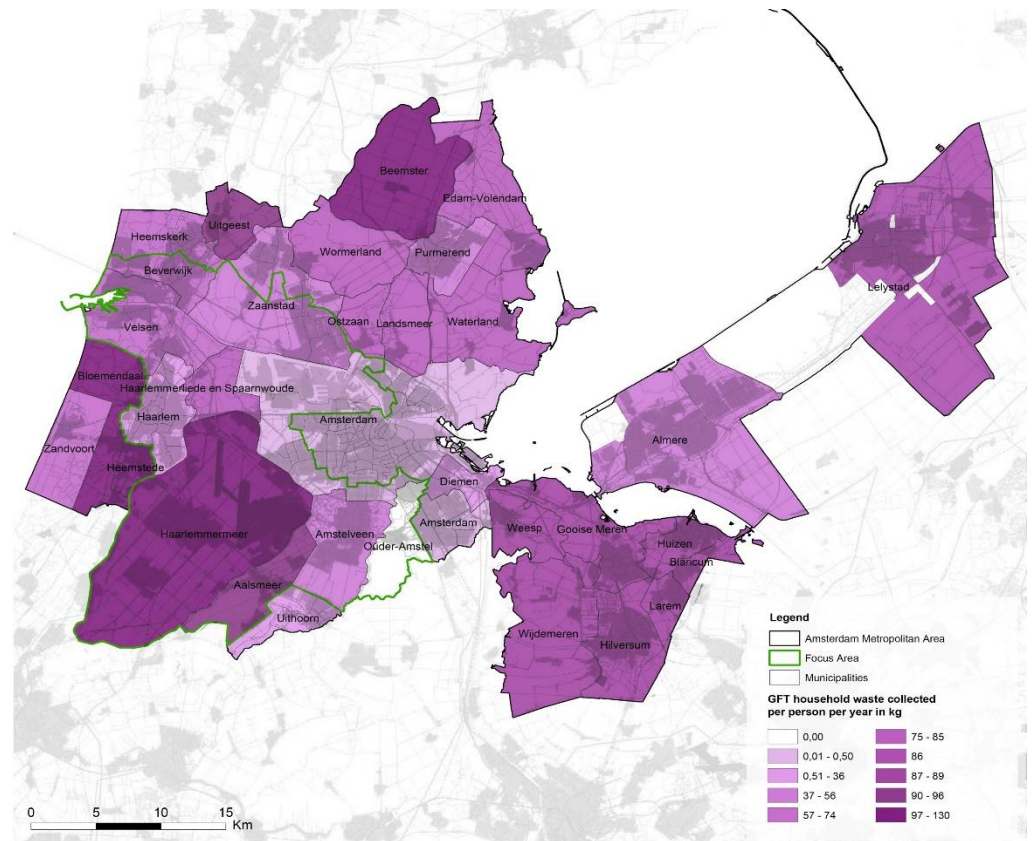 Beemster
Edam-Volendam
Uitgeest
Heemskerk
Wormerland
Purmerend
Beverwijk
Zaanstad
Lelystad
Ostzaan
Landsmeer
Waterland
Velsen
Bloemendaal
Haarlemmerliede en Spaarnwoude
Haarlem
Amsterdam
Almere
Zandvoort
Heemstede
Diemen
Haarlemmermeer
Amstelveen
Amsterdam
Weesp
Gooise Meren
Ouder-Amstel
Huizen
Blaricum
Aalsmeer
Larem
Uithoorn
Wijdemeren
Hilversum
Legend
Amsterdam Metropolitan Area
Focus Area
Municipalities
GFT household waste collected
per person per year in kg
0,00
0,01 - 0,50
0,51 - 36
37 - 56
57 - 74
75 - 85
86
87 - 89
90 - 96
97 - 130
0 5 10 15
Km